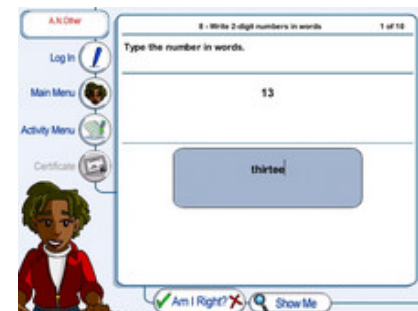 A.N.Other
8 - Write 2-digit numbers in words
1 of 10
Type the number in words.
Log In
Main Menu
13
Activity Menu
Certificate
thirtee
Am I Right?
Show Me